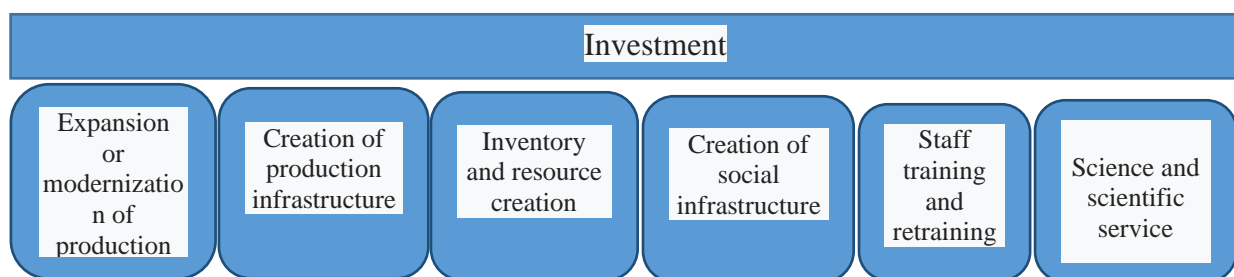 Investment
Expansion
or
modernizatio
n of
production
Creation of
production
infrastructure
Inventory
and resource
creation
Creation of
social
infrastructure
Staff
training
and
retraining
Science and
scientific
service